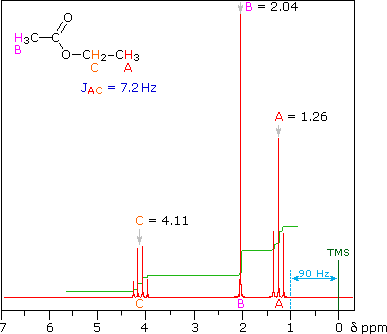 O
H₃C
B
O
CH₂
CH₃
C
A
J_AC = 7.2 Hz
B = 2.04
A = 1.26
C = 4.11
TMS
90 Hz
C
B
A
7 6 5 4 3 2 1 0 δ ppm